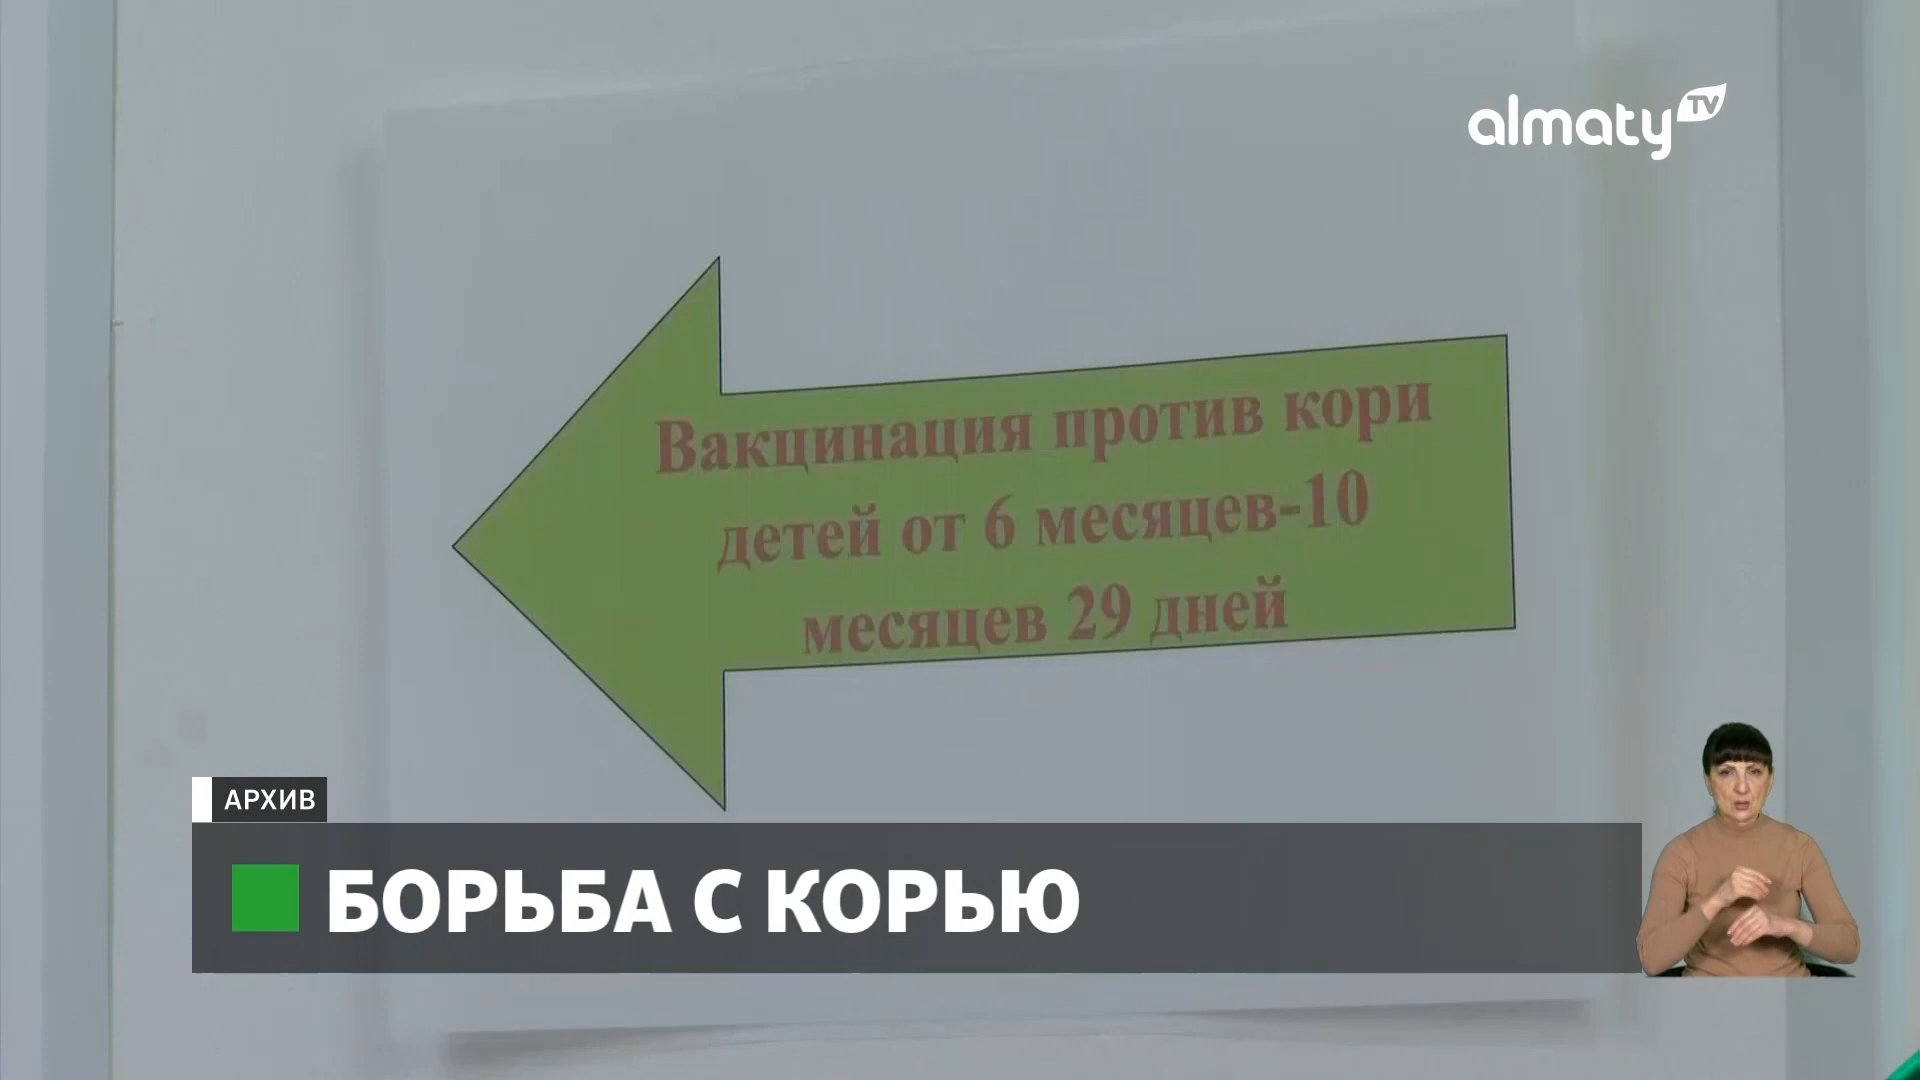 almaty TV
Вакцинация против кори
детей от 6 месяцев-10
месяцев 29 дней
АРХИВ
БОРЬБА С КОРЬЮ